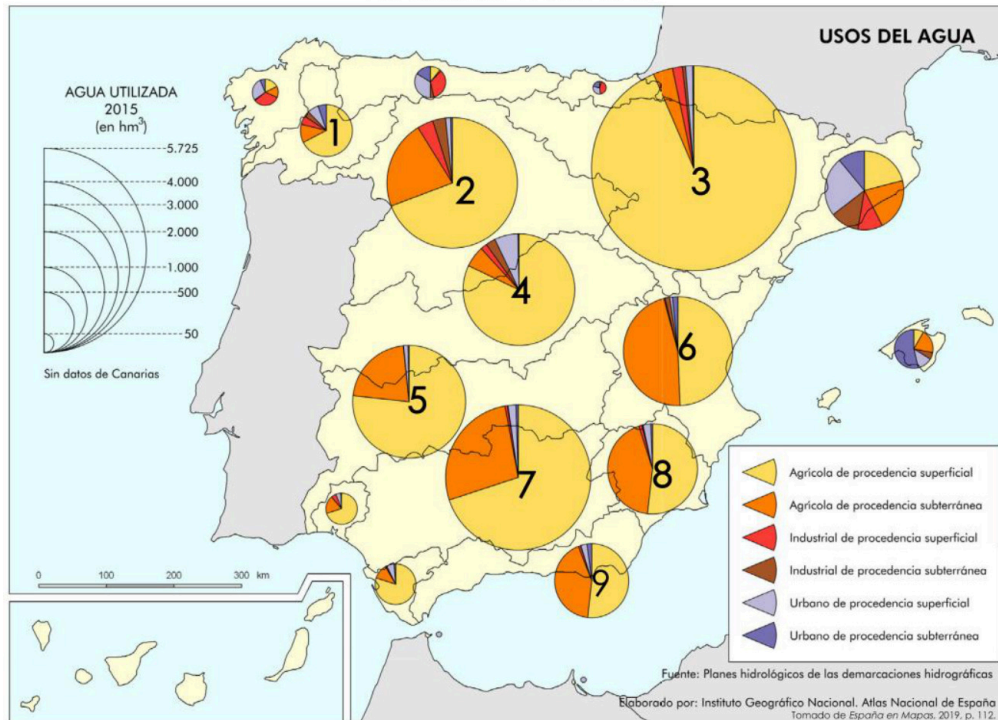 USOS DEL AGUA
AGUA UTILIZADA
2015
(en hm³)
5.725
4.000
3.000
2.000
1.000
500
50
Sin datos de Canarias
1
2
3
4
5
6
7
8
9
0 100 200 300 km
Agrícola de procedencia superficial
Agrícola de procedencia subterránea
Industrial de procedencia superficial
Industrial de procedencia subterránea
Urbano de procedencia superficial
Urbano de procedencia subterránea
Fuente: Planes hidrológicos de las demarcaciones hidrográficas
Elaborado por: Instituto Geográfico Nacional. Atlas Nacional de España
Tomado de España en Mapas, 2019, p. 112.